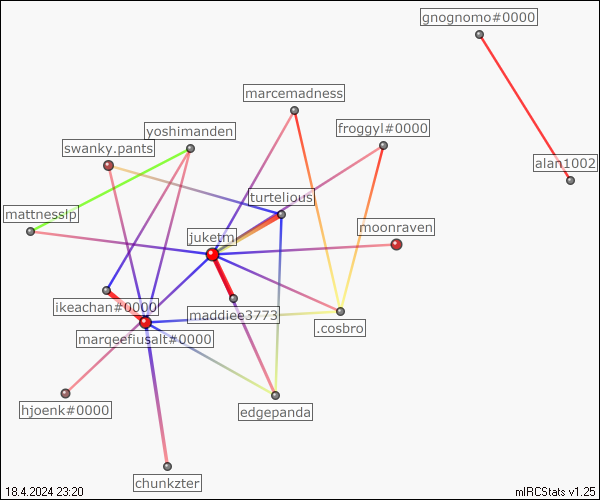 gnognomo#0000
marcemadness
froggyl#0000
yoshimanden
swanky.pants
alan1002
turtelious
mattnesslp
moonraven
juketm
ikeachan#0000
maddiee3773
.cosbro
marqeefiusalt#0000
hjoenk#0000
edgepanda
chunkzter
18.4.2024 23:20
mIRCStats v1.25